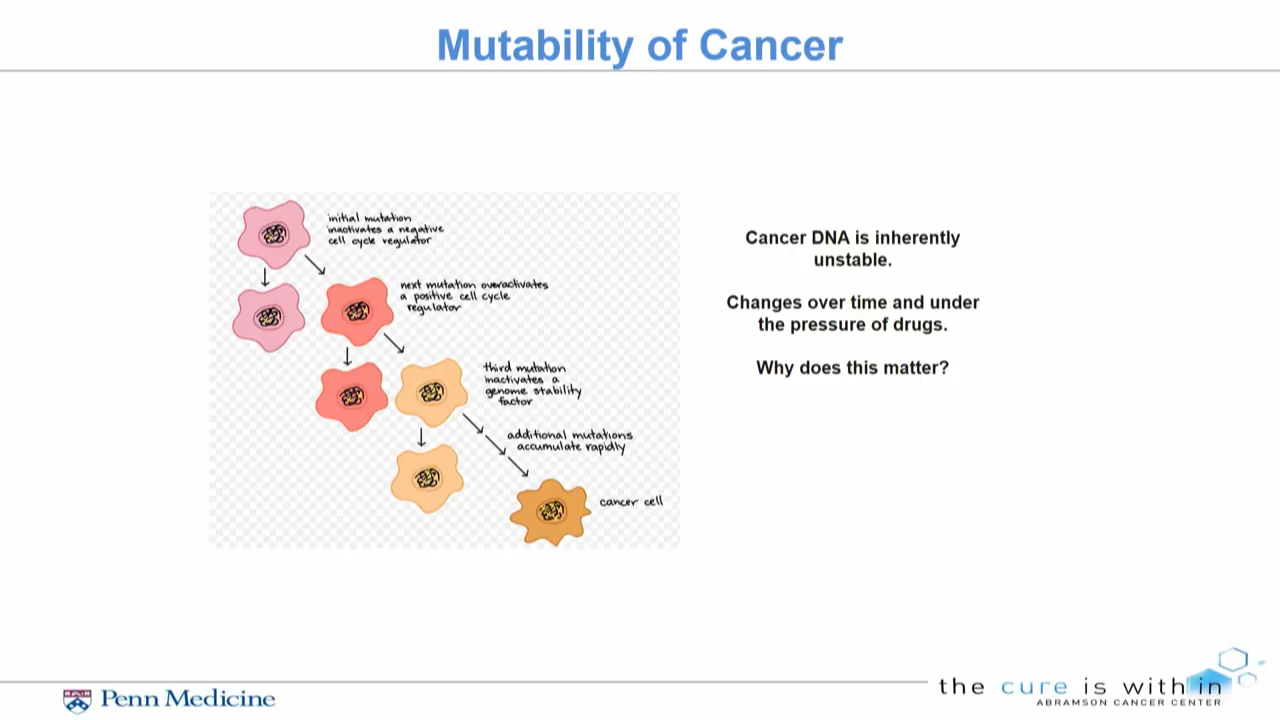 Mutability of Cancer
initial mutation
inactivates a negative
cell cycle regulator
next mutation overactivates
a positive cell cycle
regulator
third mutation
inactivates a
genome stability
factor
additional mutations
accumulate rapidly
cancer cell
Cancer DNA is inherently
unstable.
Changes over time and under
the pressure of drugs.
Why does this matter?
Penn Medicine
the cure is with in
ABRAMSON CANCER CENTER